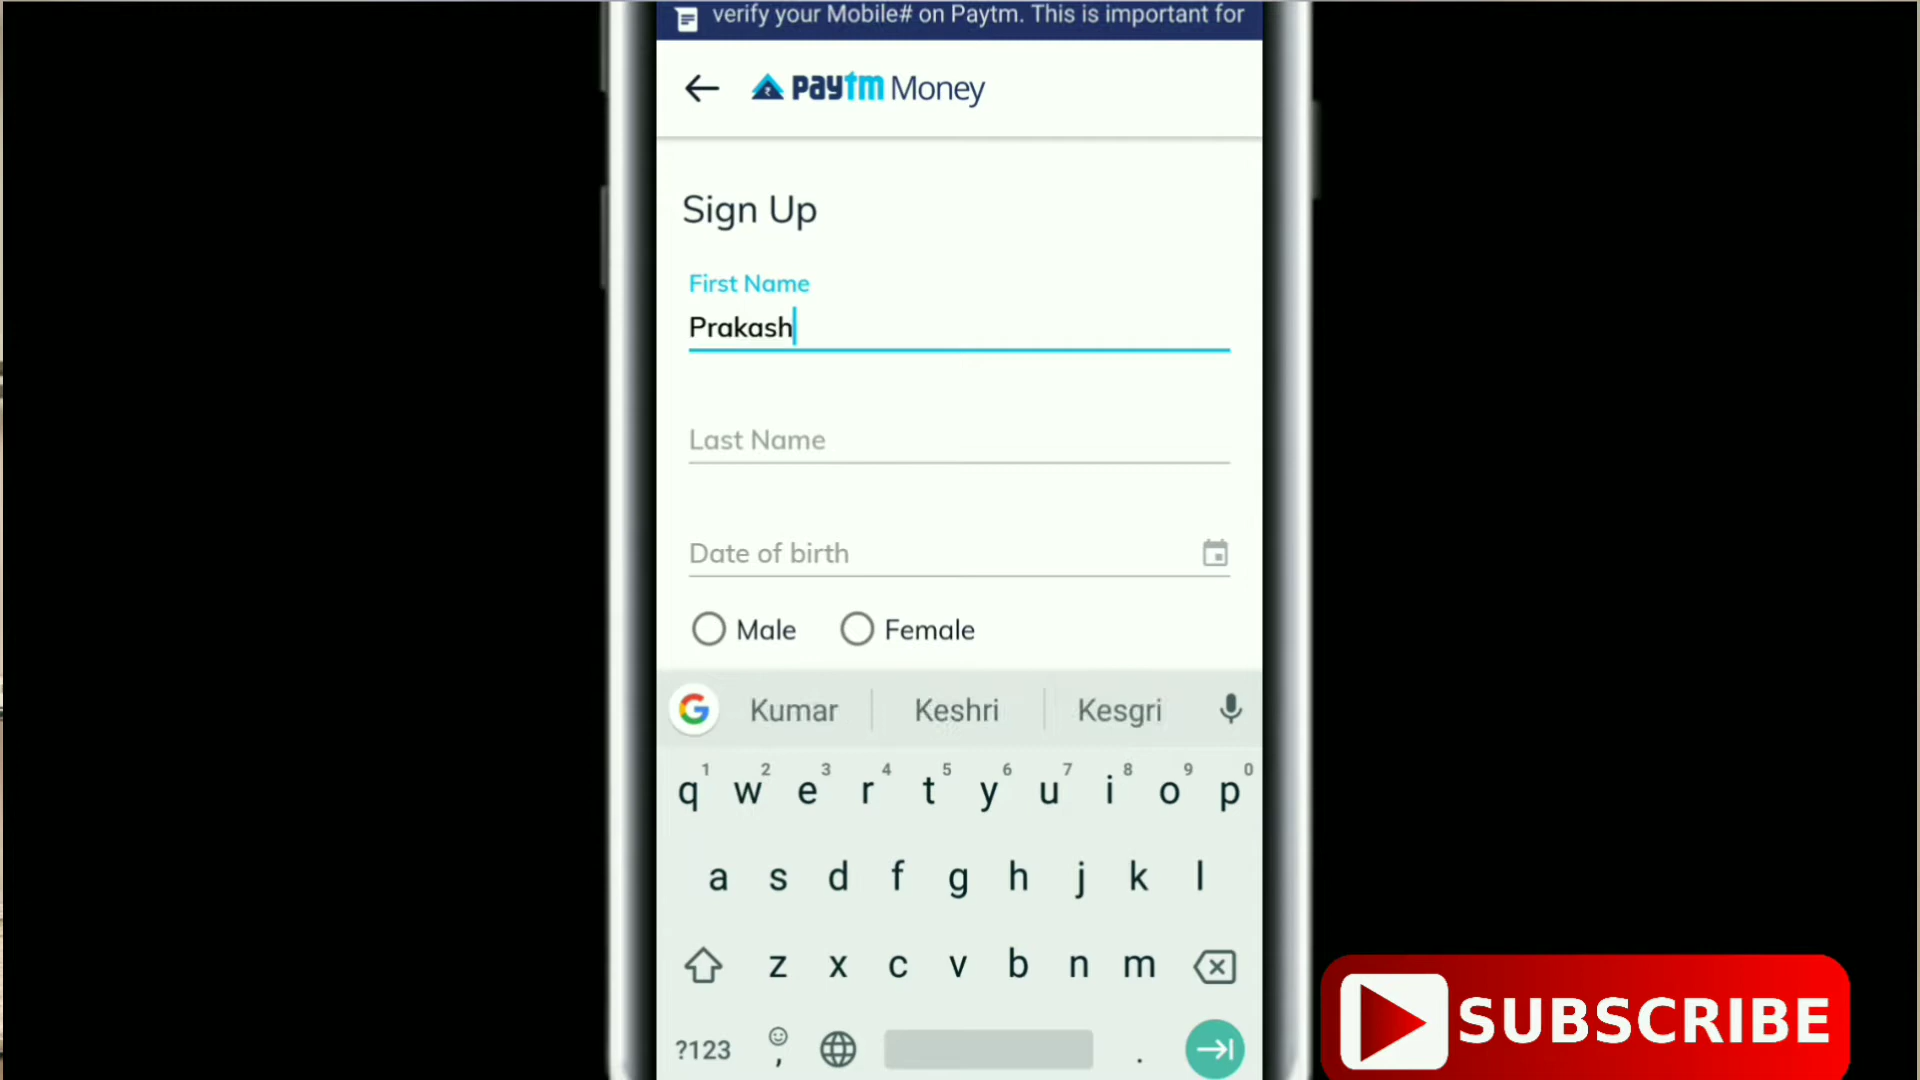 verify your Mobile# on Paytm. This is important for
paytm Money
Sign Up
First Name
Prakash
Last Name
Date of birth
Male Female
G Kumar Keshri Kesgri
1 2 3 4 5 6 7 8 9 0
q w e r t y u i o p
a s d f g h j k l
z x c v b n m
?123 , .
SUBSCRIBE